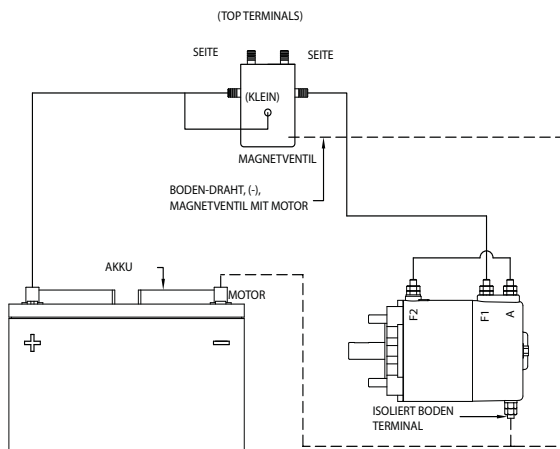 (TOP TERMINALS)
SEITE
SEITE
(KLEIN)
MAGNETVENTIL
BODEN-DRAHT, (-),
MAGNETVENTIL MIT MOTOR
AKKU
MOTOR
+
-
F2
F1
A
ISOLIERT BODEN
TERMINAL